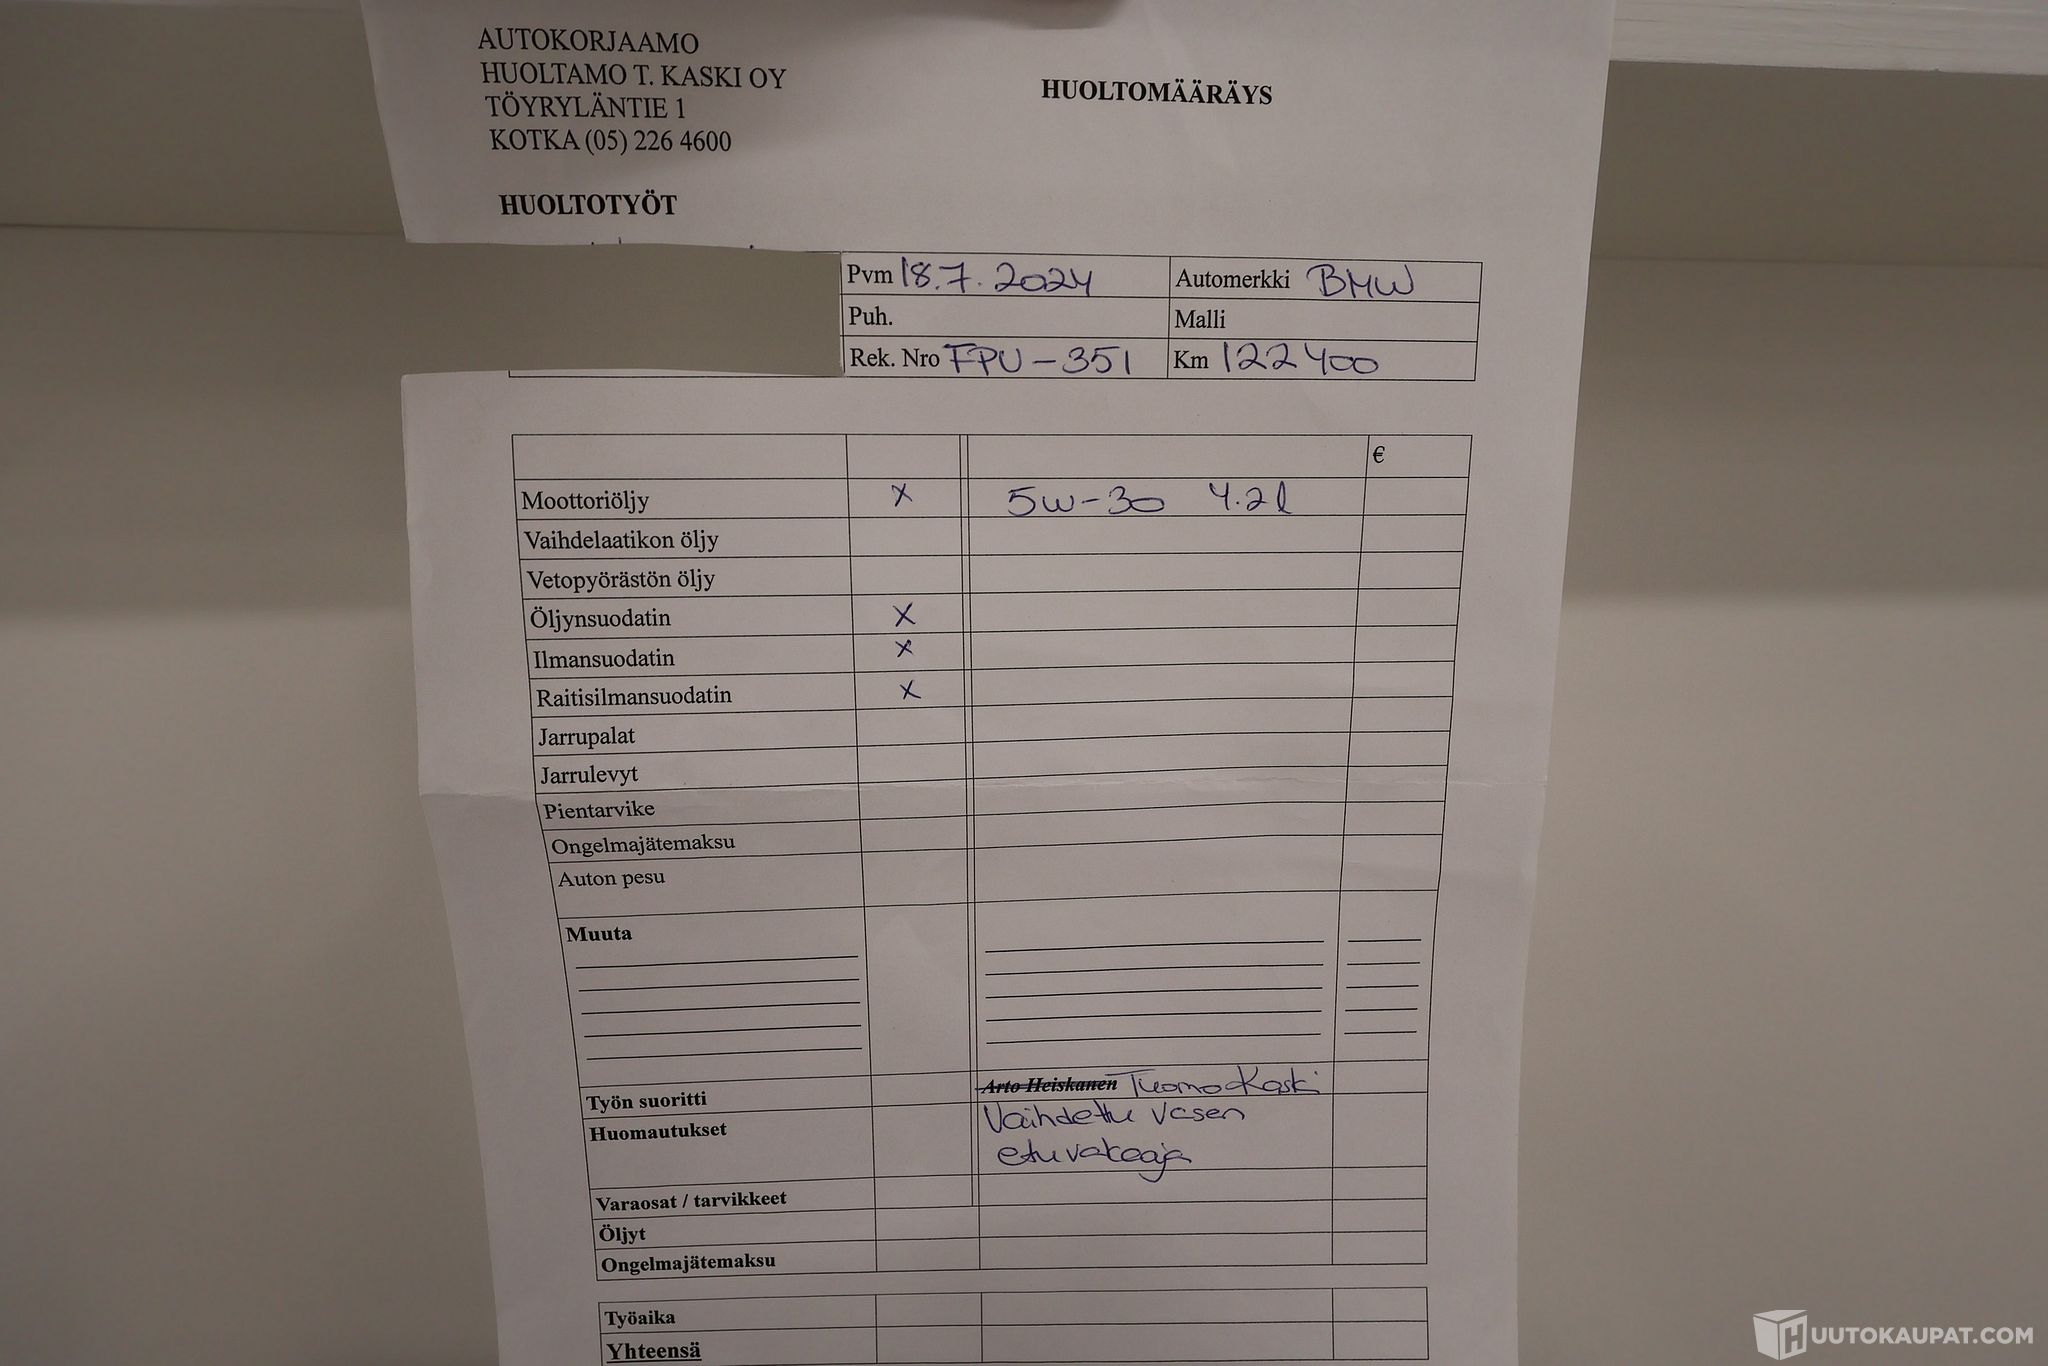 AUTOKORJAAMO
HUOLTAMO T. KASKI OY
TÖYRYLÄNTIE 1
KOTKA (05) 226 4600
HUOLTOMÄÄRÄYS
HUOLTOTYÖT
Pvm 18.7.2024 Automerkki BMW
Puh. Malli
Rek. Nro FPU-351 Km 122400
€
Moottoriöljy X 5W-30 4.2l
Vaihdelaatikon öljy
Vetopyörästön öljy
Öljynsuodatin X
Ilmansuodatin X
Raitisilmansuodatin X
Jarrupalat
Jarrulevyt
Pientarvike
Ongelmajätemaksu
Auton pesu
Muuta
Työn suoritti Arto Heiskanen Tuomo Kaski
Huomautukset Vaihdettu vasen
etuvakaaja
Varaosat / tarvikkeet
Öljyt
Ongelmajätemaksu
Työaika
Yhteensä
HUUTOKAUPAT.COM